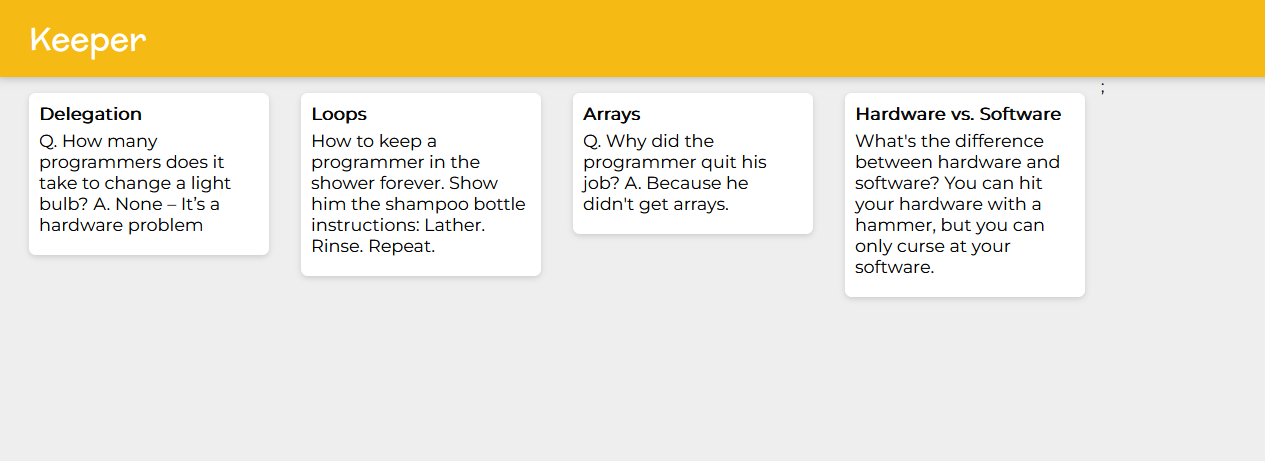 Keeper
;
Delegation
Q. How many
programmers does it
take to change a light
bulb? A. None – It’s a
hardware problem
Loops
How to keep a
programmer in the
shower forever. Show
him the shampoo bottle
instructions: Lather.
Rinse. Repeat.
Arrays
Q. Why did the
programmer quit his
job? A. Because he
didn't get arrays.
Hardware vs. Software
What's the difference
between hardware and
software? You can hit
your hardware with a
hammer, but you can
only curse at your
software.